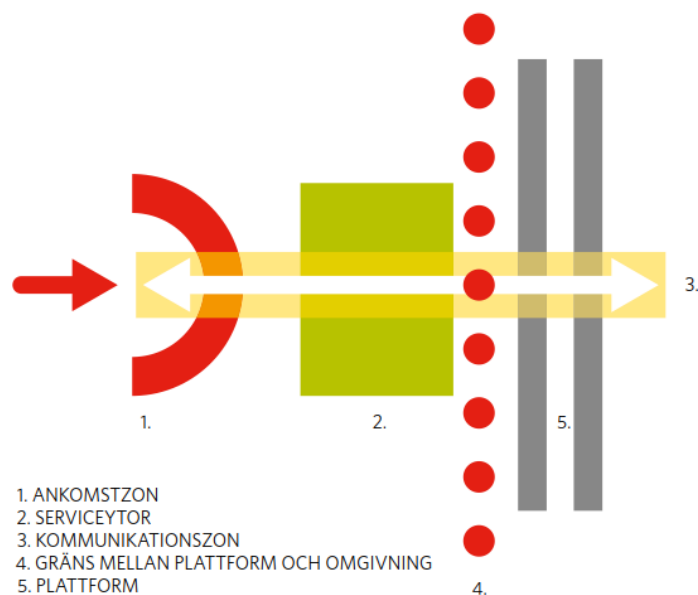 3.
1.
2.
5.
1. ANKOMSTZON
2. SERVICEYTOR
3. KOMMUNIKATIONSZON
4. GRÄNS MELLAN PLATTFORM OCH OMGIVNING
5. PLATTFORM
4.